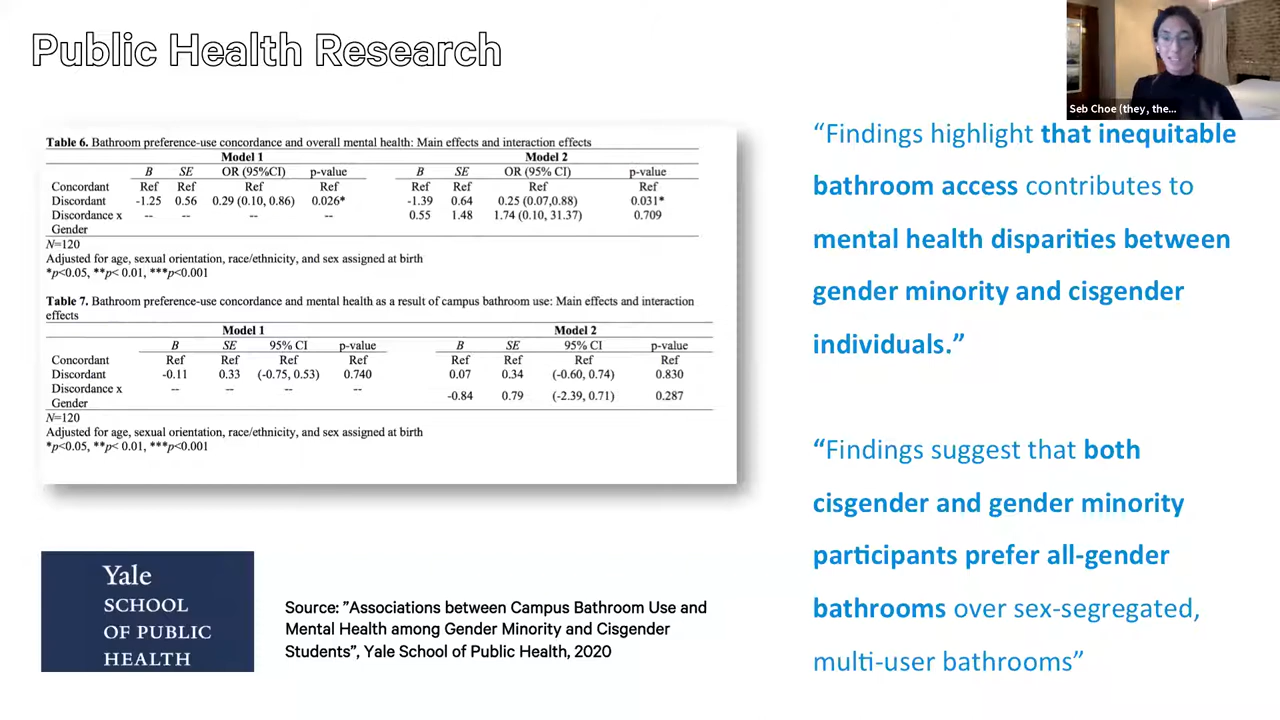 Public Health Research
Seb Choe (they, the...
Table 6. Bathroom preference-use concordance and overall mental health: Main effects and interaction effects
Model 1 Model 2
B SE OR (95%CI) p-value B SE OR (95% CI) p-value
Concordant Ref Ref Ref Ref Ref Ref Ref Ref
Discordant -1.25 0.56 0.29 (0.10, 0.86) 0.026* -1.39 0.64 0.25 (0.07,0.88) 0.031*
Discordance x -- -- -- -- 0.55 1.48 1.74 (0.10, 31.37) 0.709
Gender
N=120
Adjusted for age, sexual orientation, race/ethnicity, and sex assigned at birth
*p<0.05, **p< 0.01, ***p<0.001
Table 7. Bathroom preference-use concordance and mental health as a result of campus bathroom use: Main effects and interaction
effects
Model 1 Model 2
B SE 95% CI p-value B SE 95% CI p-value
Concordant Ref Ref Ref Ref Ref Ref Ref Ref
Discordant -0.11 0.33 (-0.75, 0.53) 0.740 0.07 0.34 (-0.60, 0.74) 0.830
Discordance x -- -- -- --
Gender -0.84 0.79 (-2.39, 0.71) 0.287
N=120
Adjusted for age, sexual orientation, race/ethnicity, and sex assigned at birth
*p<0.05, **p< 0.01, ***p<0.001
“Findings highlight that inequitable
bathroom access contributes to
mental health disparities between
gender minority and cisgender
individuals.”
“Findings suggest that both
cisgender and gender minority
participants prefer all-gender
bathrooms over sex-segregated,
multi-user bathrooms”
Yale
SCHOOL
OF PUBLIC
HEALTH
Source: ”Associations between Campus Bathroom Use and
Mental Health among Gender Minority and Cisgender
Students”, Yale School of Public Health, 2020